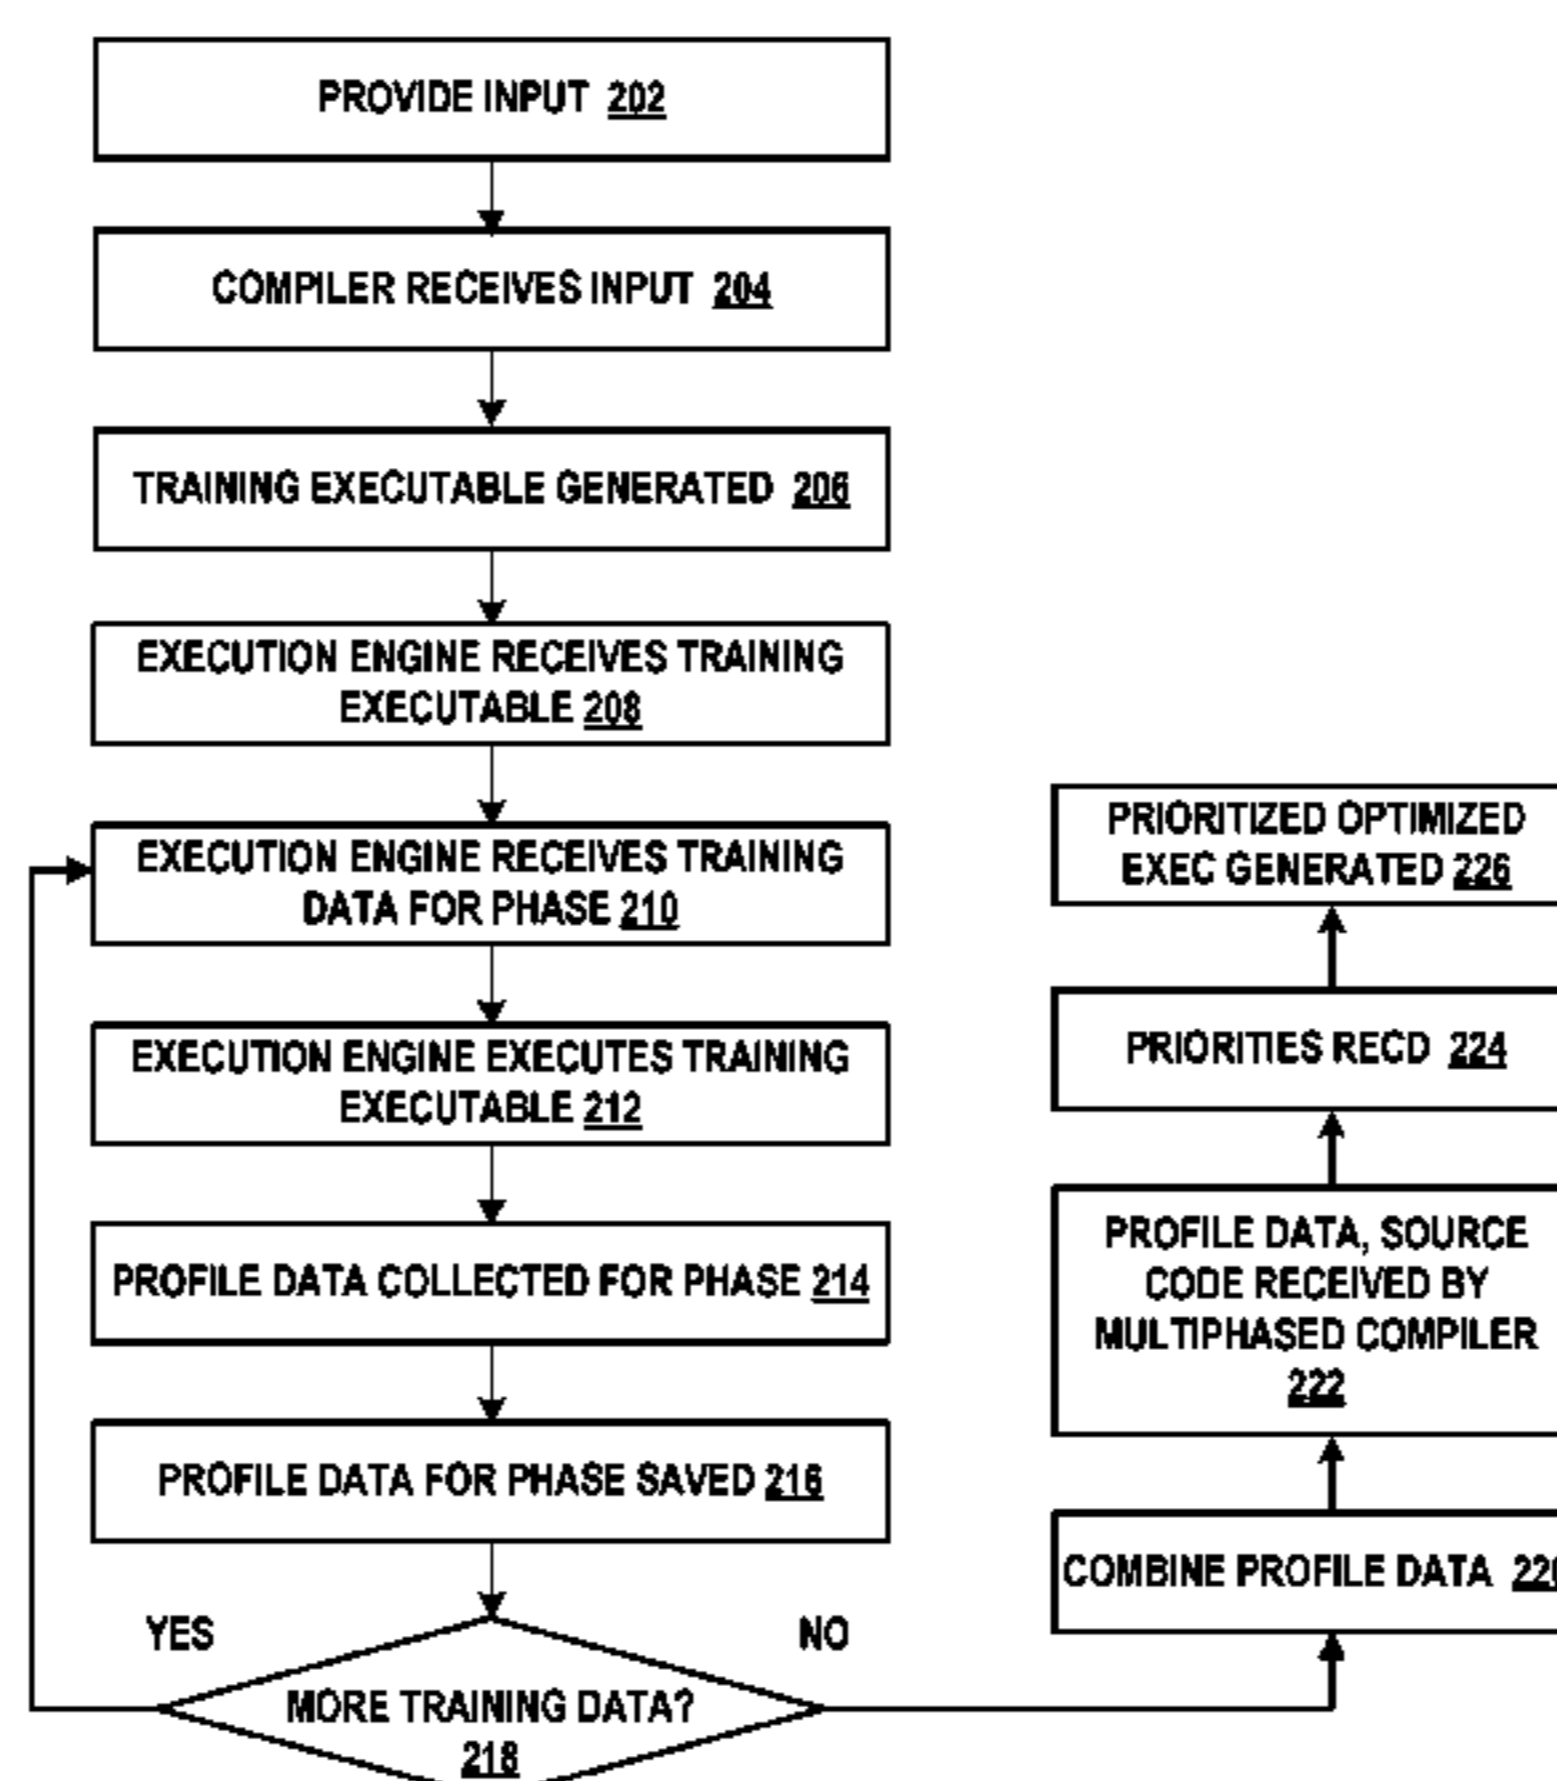 PROVIDE INPUT 202
COMPILER RECEIVES INPUT 204
TRAINING EXECUTABLE GENERATED 206
EXECUTION ENGINE RECEIVES TRAINING
EXECUTABLE 208
EXECUTION ENGINE RECEIVES TRAINING
DATA FOR PHASE 210
EXECUTION ENGINE EXECUTES TRAINING
EXECUTABLE 212
PROFILE DATA COLLECTED FOR PHASE 214
PROFILE DATA FOR PHASE SAVED 216
YES
NO
MORE TRAINING DATA?
218
PRIORITIZED OPTIMIZED
EXEC GENERATED 226
PRIORITIES RECD 224
PROFILE DATA, SOURCE
CODE RECEIVED BY
MULTIPHASED COMPILER
222
COMBINE PROFILE DATA